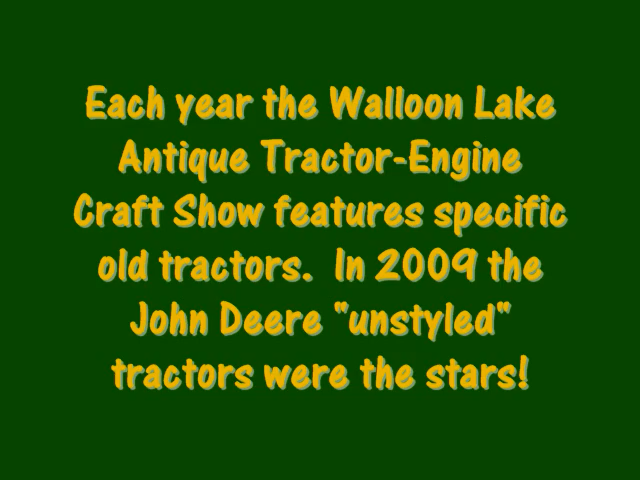 Each year the Walloon Lake
Antique Tractor-Engine
Craft Show features specific
old tractors.  In 2009 the
John Deere "unstyled"
tractors were the stars!